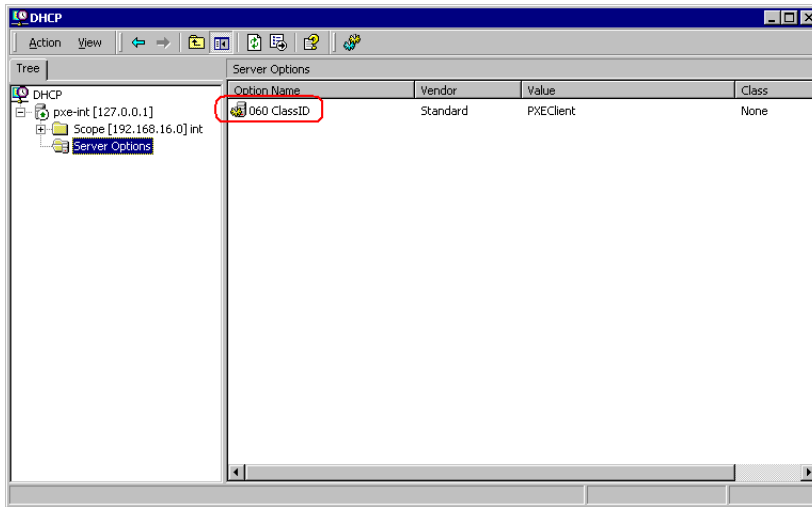 DHCP
Action View
Tree
Server Options
DHCP
Option Name Vendor Value Class
pxe-int [127.0.0.1]
060 ClassID Standard PXEClient None
Scope [192.168.16.0] int
Server Options